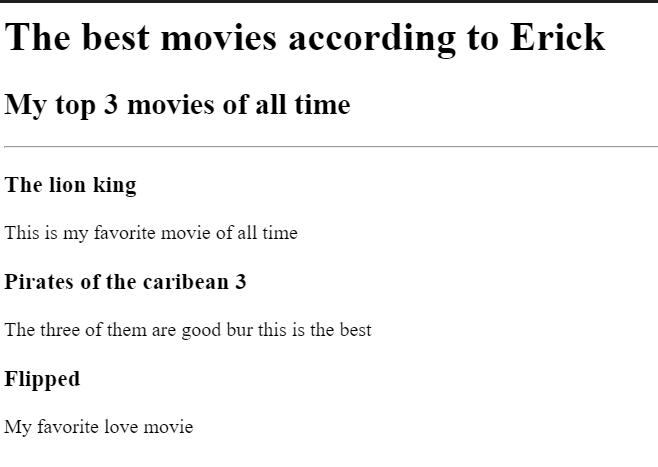 The best movies according to Erick
My top 3 movies of all time
The lion king
This is my favorite movie of all time
Pirates of the caribean 3
The three of them are good bur this is the best
Flipped
My favorite love movie